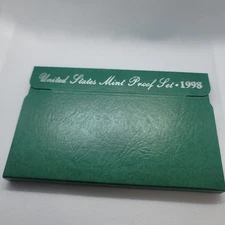 United States Mint Proof Set • 1998